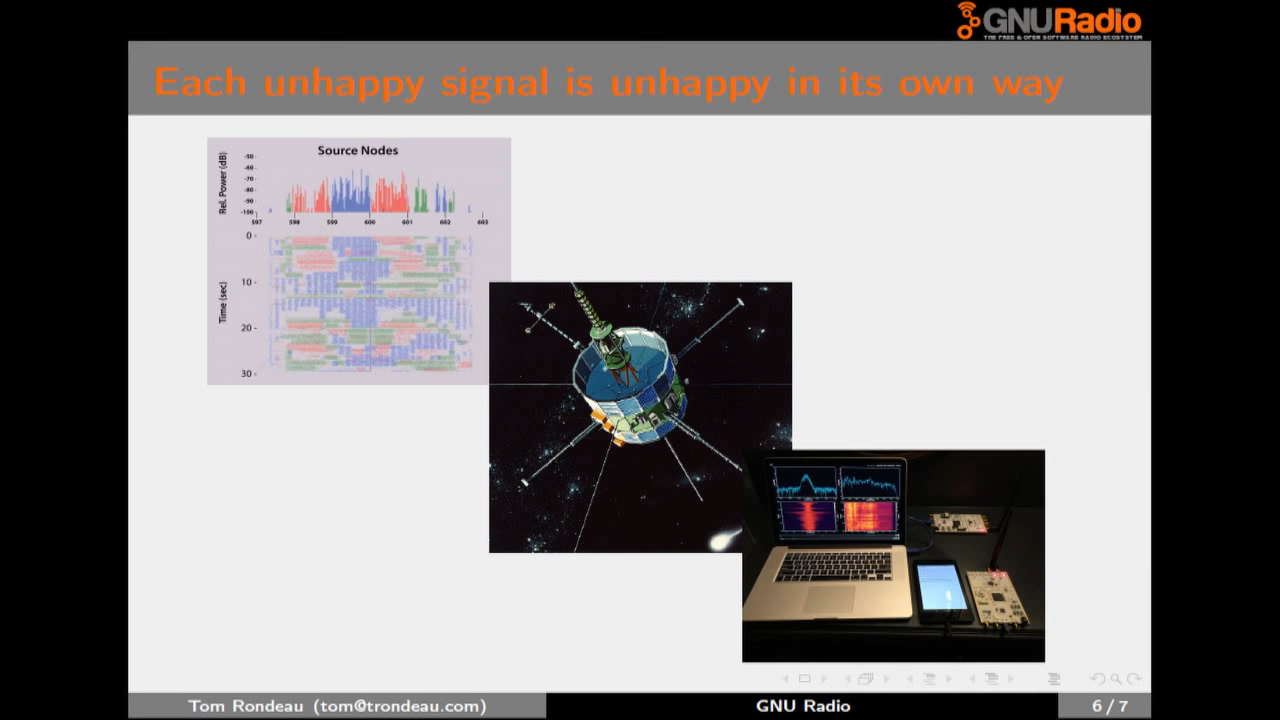 GNURadio
THE FREE & OPEN SOFTWARE RADIO ECOSYSTEM
Each unhappy signal is unhappy in its own way
Source Nodes
Rel. Power (dB)
-50
-60
-70
-80
-90
-100
597 598 599 600 601 602 603
Time (sec)
0
10
20
30
Tom Rondeau (tom@trondeau.com)
GNU Radio
6 / 7